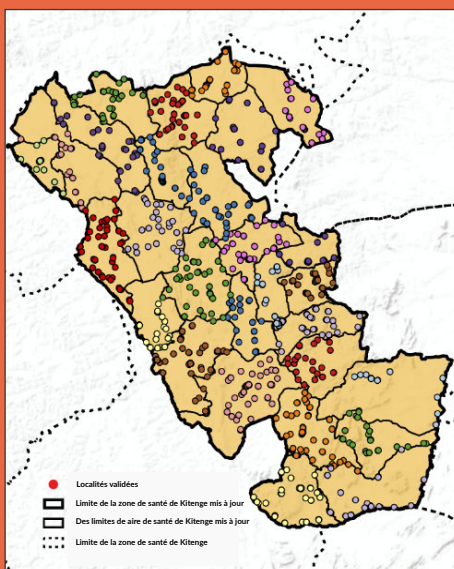 Localités validées
Limite de la zone de santé de Kitenge mis à jour
Des limites de aire de santé de Kitenge mis à jour
Limite de la zone de santé de Kitenge